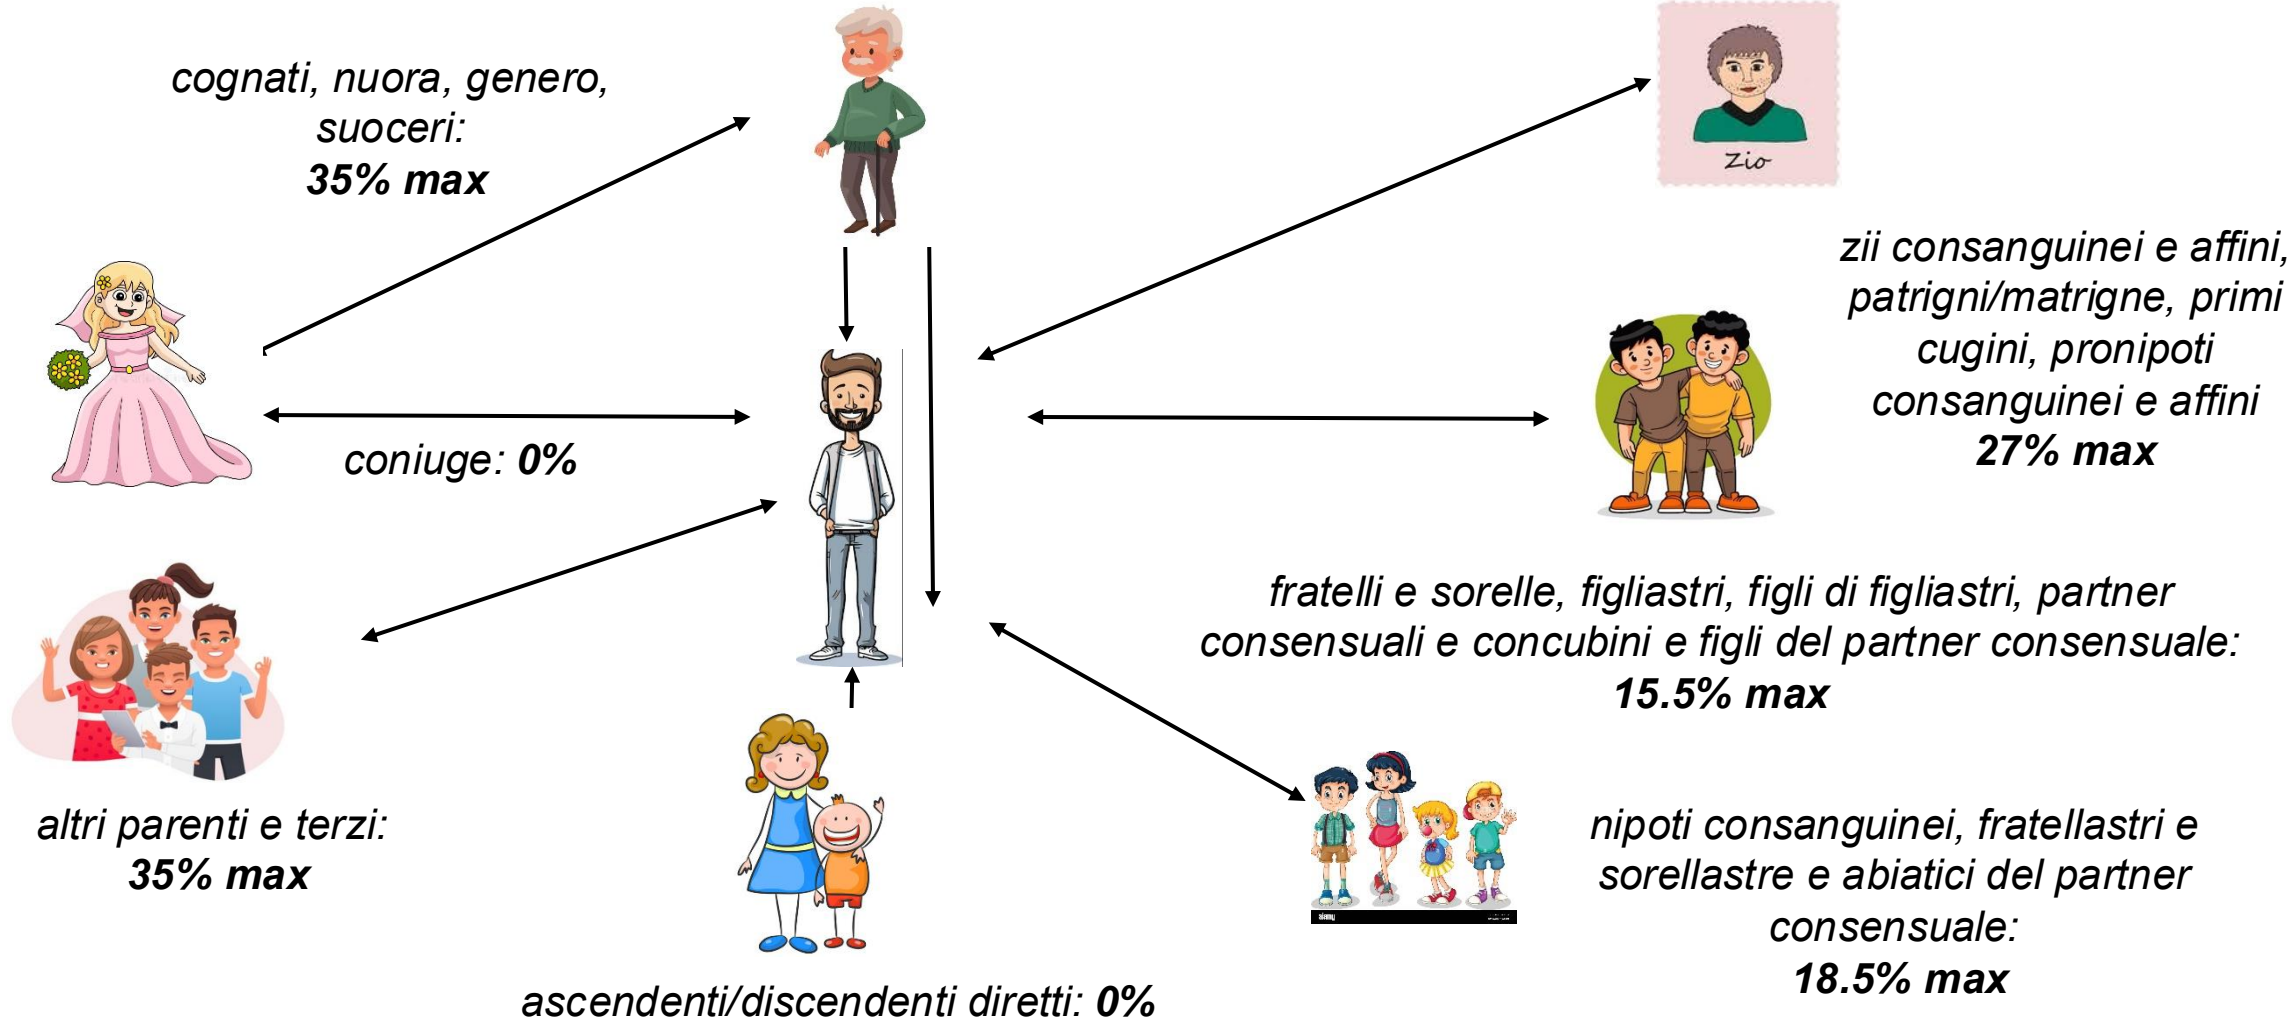 cognati, nuora, genero,
suoceri:
35% max
Zio
zii consanguinei e affini,
patrigni/matrigne, primi
cugini, pronipoti
consanguinei e affini
27% max
coniuge: 0%
fratelli e sorelle, figliastri, figli di figliastri, partner
consensuali e concubini e figli del partner consensuale:
15.5% max
altri parenti e terzi:
35% max
nipoti consanguinei, fratellastri e
sorellastre e abiatici del partner
consensuale:
18.5% max
alamy
ascendenti/discendenti diretti: 0%